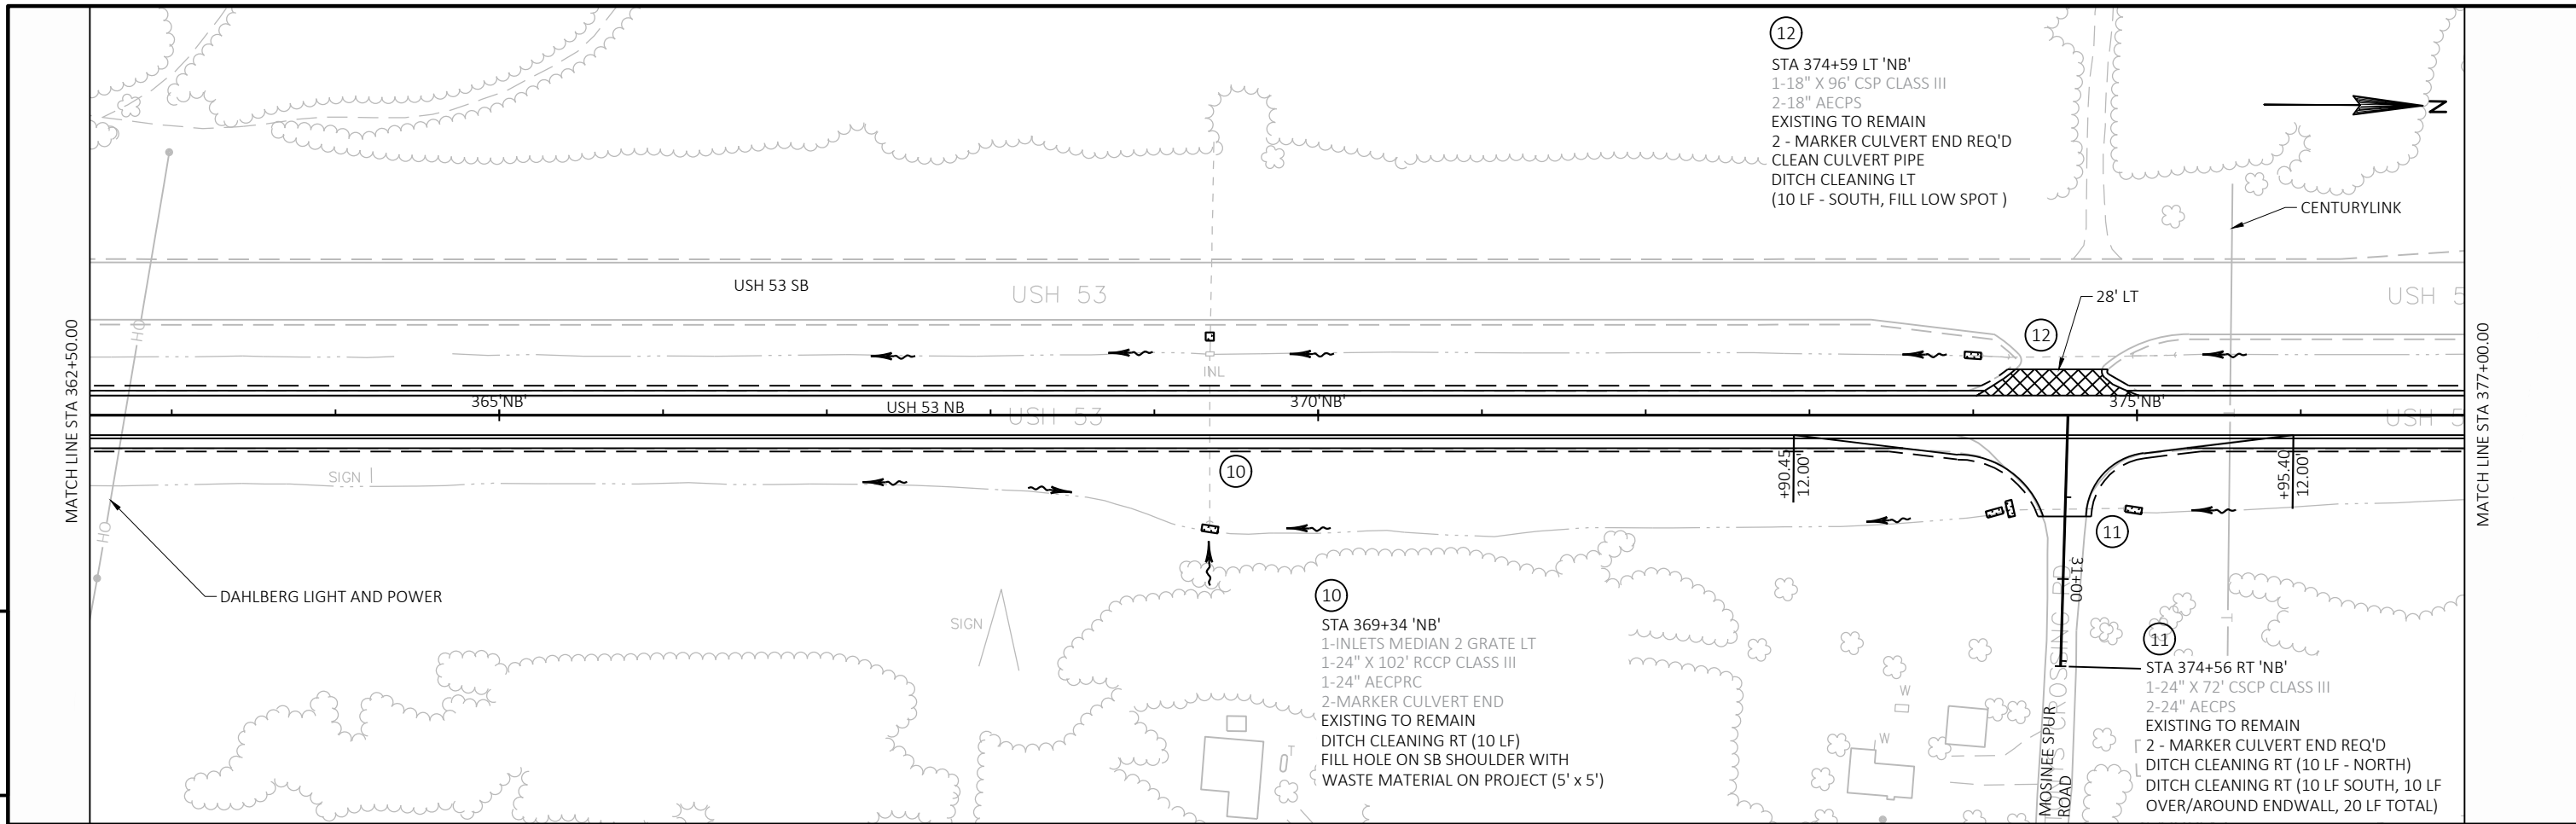 12
STA 374+59 LT 'NB'
1-18" X 96' CSP CLASS III
2-18" AECPS
EXISTING TO REMAIN
2 - MARKER CULVERT END REQ'D
CLEAN CULVERT PIPE
DITCH CLEANING LT
(10 LF - SOUTH, FILL LOW SPOT )
N
CENTURYLINK
USH 53 SB
USH 53
USH 5
28' LT
12
MATCH LINE STA 362+50.00
MATCH LINE STA 377+00.00
OH
INL
365'NB'
USH 53 NB
USH 53
370'NB'
375'NB'
USH 5
T
SIGN
10
+90.45
12.00'
+95.40
12.00'
11
OH
DAHLBERG LIGHT AND POWER
SIGN
31+00
T
10
STA 369+34 'NB'
1-INLETS MEDIAN 2 GRATE LT
1-24" X 102' RCCP CLASS III
1-24" AECPRC
2-MARKER CULVERT END
EXISTING TO REMAIN
DITCH CLEANING RT (10 LF)
FILL HOLE ON SB SHOULDER WITH
WASTE MATERIAL ON PROJECT (5' x 5')
T
W
W
MOSINEE SPUR
ROAD
CROSSING RD
11
STA 374+56 RT 'NB'
1-24" X 72' CSCP CLASS III
2-24" AECPS
EXISTING TO REMAIN
2 - MARKER CULVERT END REQ'D
DITCH CLEANING RT (10 LF - NORTH)
DITCH CLEANING RT (10 LF SOUTH, 10 LF
OVER/AROUND ENDWALL, 20 LF TOTAL)